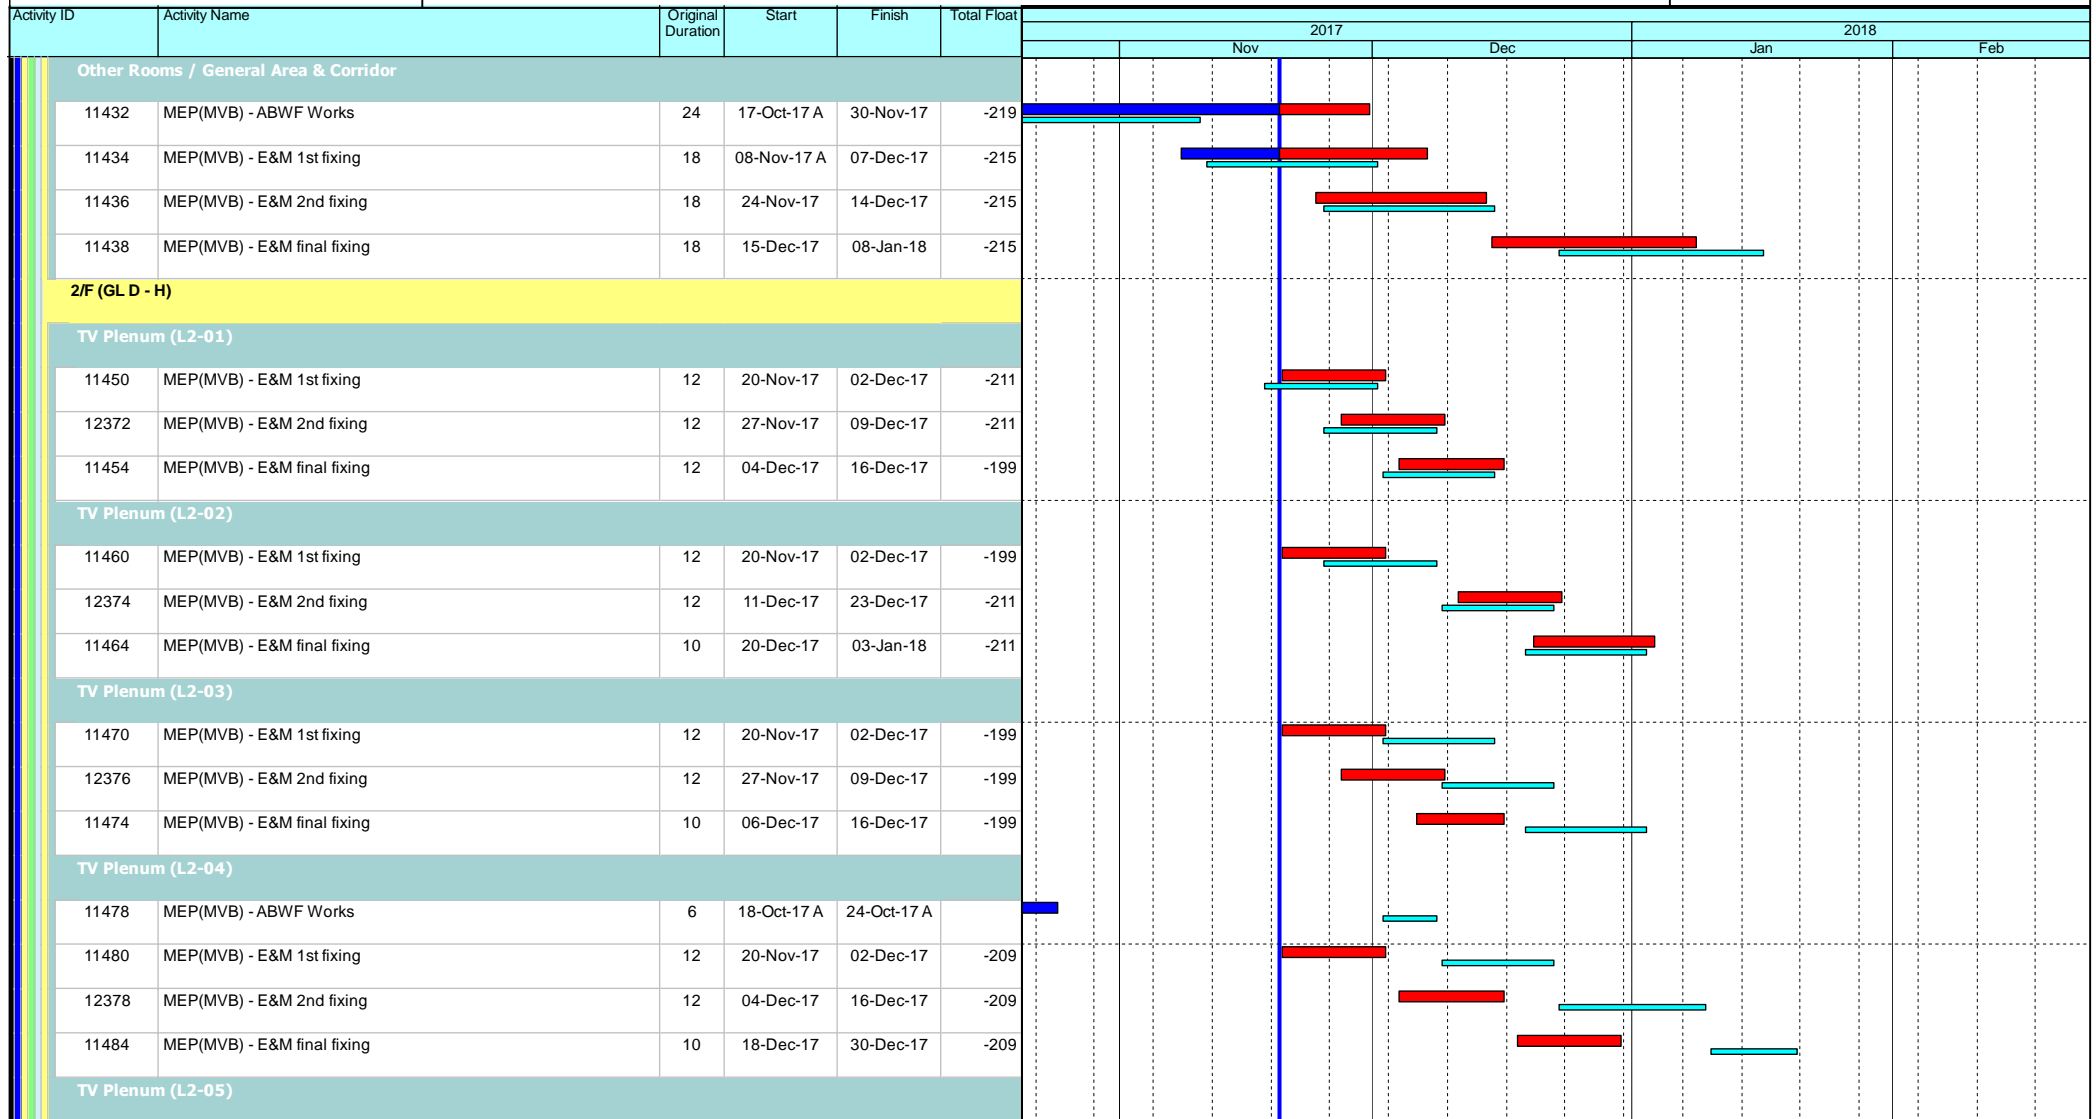 Activity ID Activity Name Original Duration Start Finish Total Float
2017 2018
Nov Dec Jan Feb
Other Rooms / General Area & Corridor
11432 MEP(MVB) - ABWF Works 24 17-Oct-17 A 30-Nov-17 -219
11434 MEP(MVB) - E&M 1st fixing 18 08-Nov-17 A 07-Dec-17 -215
11436 MEP(MVB) - E&M 2nd fixing 18 24-Nov-17 14-Dec-17 -215
11438 MEP(MVB) - E&M final fixing 18 15-Dec-17 08-Jan-18 -215
2/F (GL D - H)
TV Plenum (L2-01)
11450 MEP(MVB) - E&M 1st fixing 12 20-Nov-17 02-Dec-17 -211
12372 MEP(MVB) - E&M 2nd fixing 12 27-Nov-17 09-Dec-17 -211
11454 MEP(MVB) - E&M final fixing 12 04-Dec-17 16-Dec-17 -199
TV Plenum (L2-02)
11460 MEP(MVB) - E&M 1st fixing 12 20-Nov-17 02-Dec-17 -199
12374 MEP(MVB) - E&M 2nd fixing 12 11-Dec-17 23-Dec-17 -211
11464 MEP(MVB) - E&M final fixing 10 20-Dec-17 03-Jan-18 -211
TV Plenum (L2-03)
11470 MEP(MVB) - E&M 1st fixing 12 20-Nov-17 02-Dec-17 -199
12376 MEP(MVB) - E&M 2nd fixing 12 27-Nov-17 09-Dec-17 -199
11474 MEP(MVB) - E&M final fixing 10 06-Dec-17 16-Dec-17 -199
TV Plenum (L2-04)
11478 MEP(MVB) - ABWF Works 6 18-Oct-17 A 24-Oct-17 A
11480 MEP(MVB) - E&M 1st fixing 12 20-Nov-17 02-Dec-17 -209
12378 MEP(MVB) - E&M 2nd fixing 12 04-Dec-17 16-Dec-17 -209
11484 MEP(MVB) - E&M final fixing 10 18-Dec-17 30-Dec-17 -209
TV Plenum (L2-05)